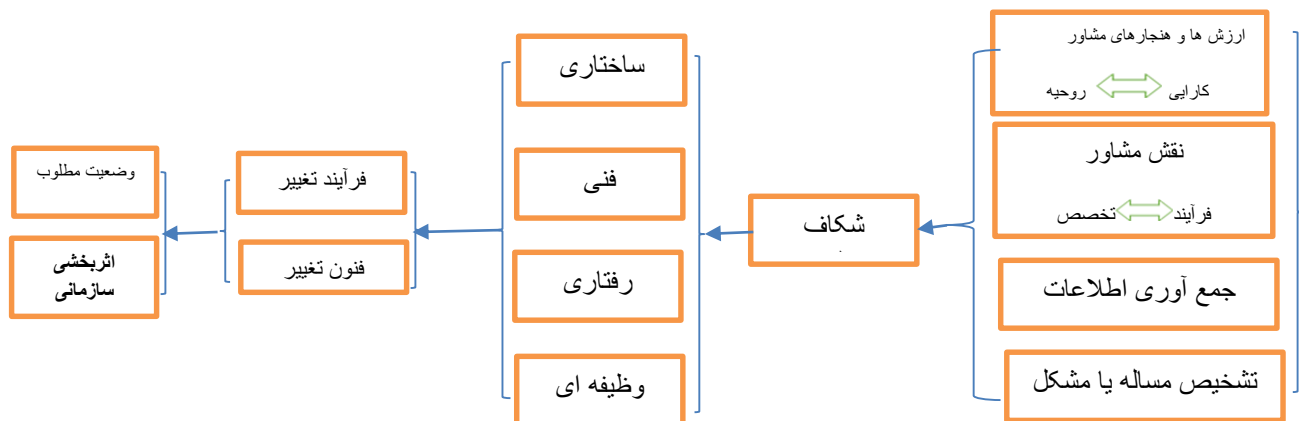 ارزش ها و هنجارهای مشاور
کارایی روحیه
نقش مشاور
فرآیند تخصص
جمع آوری اطلاعات
تشخیص مساله یا مشکل
شکاف
ساختاری
فنی
رفتاری
وظیفه ای
فرآیند تغییر
فنون تغییر
وضعیت مطلوب
اثربخشی
سازمانی